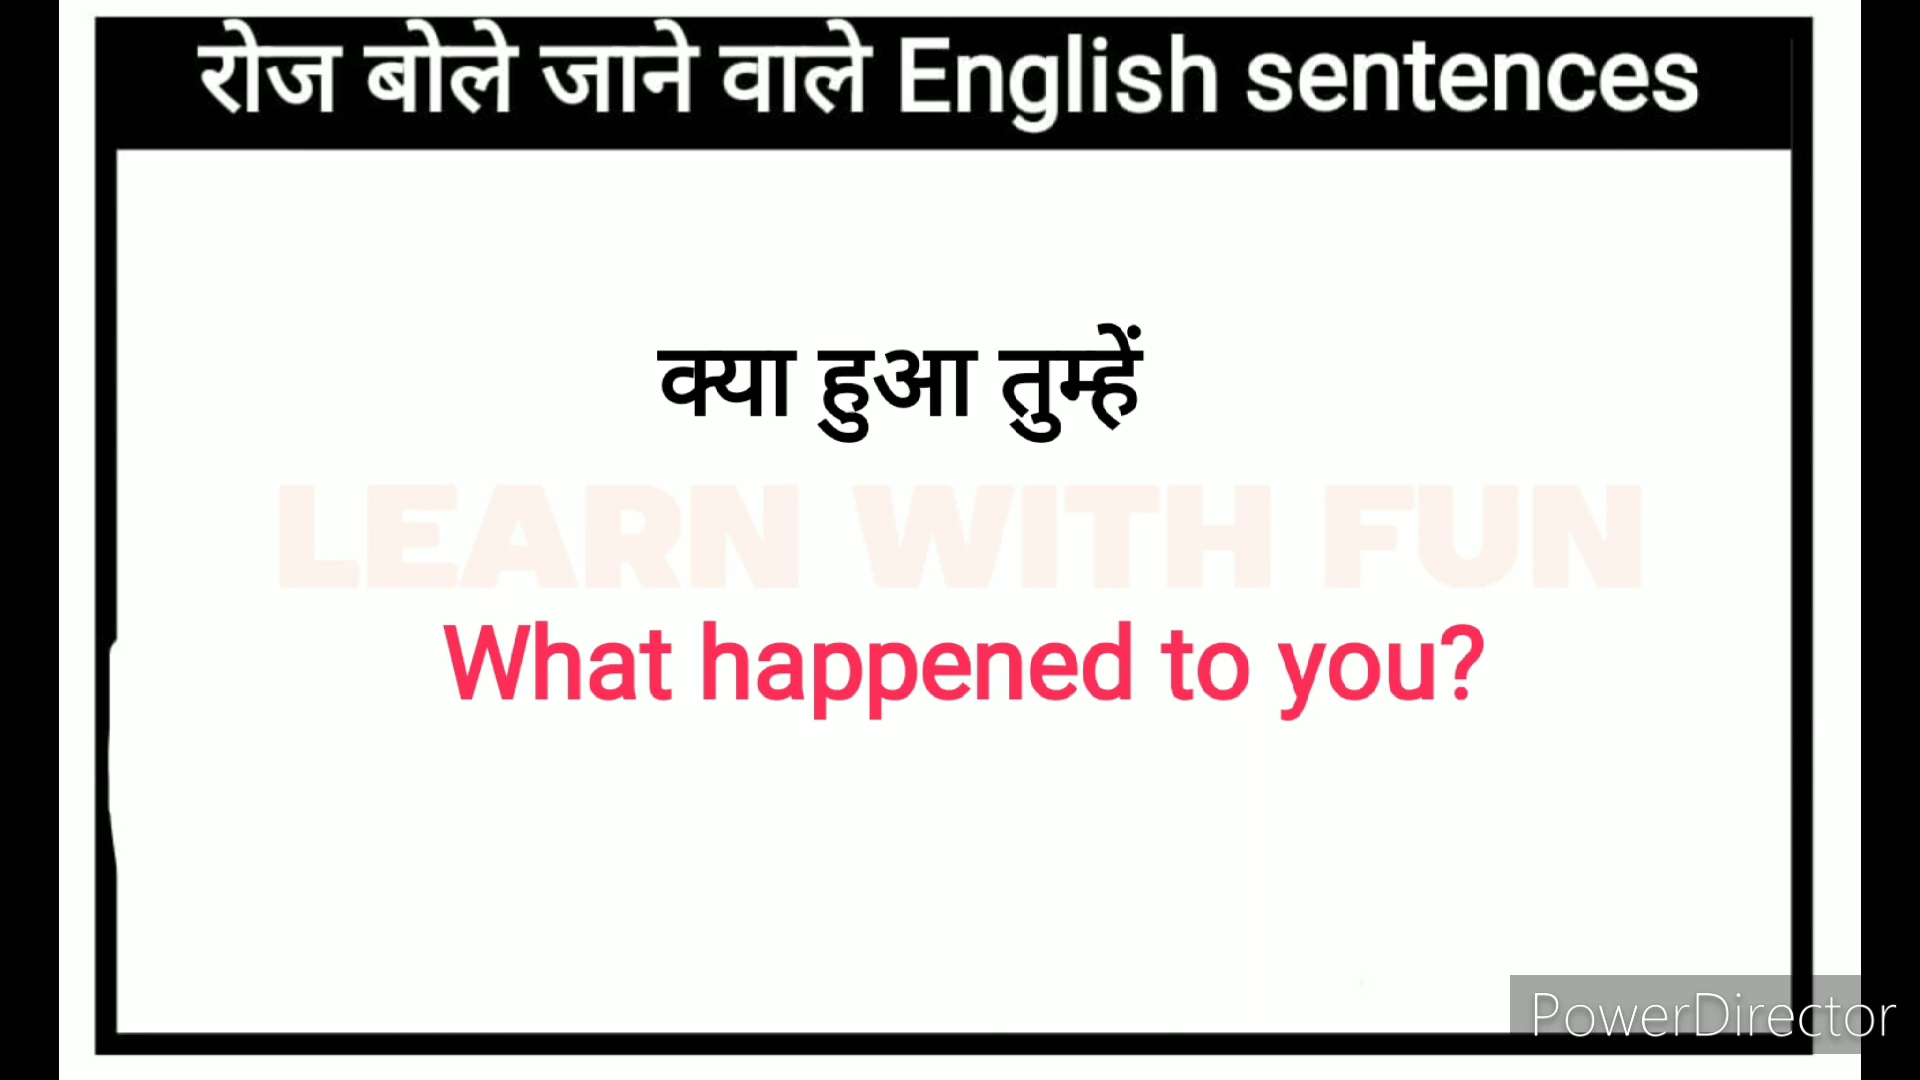 रोज बोले जाने वाले English sentences
क्या हुआ तुम्हें
LEARN WITH FUN
What happened to you?
PowerDirector